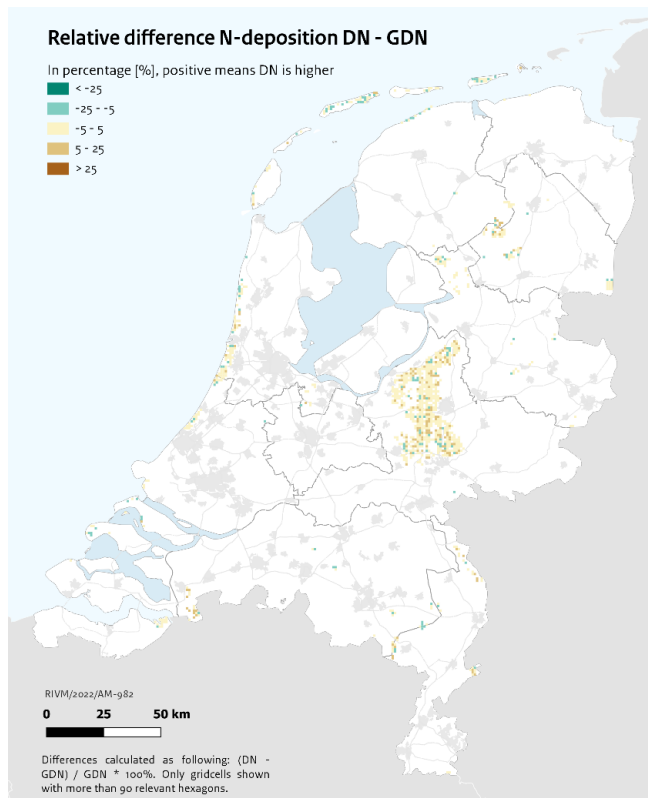 Relative difference N-deposition DN - GDN
In percentage [%], positive means DN is higher
< -25
-25 - -5
-5 - 5
5 - 25
> 25
RIVM/2022/AM-982
0 25 50 km
Differences calculated as following: (DN -
GDN) / GDN * 100%. Only gridcells shown
with more than 90 relevant hexagons.